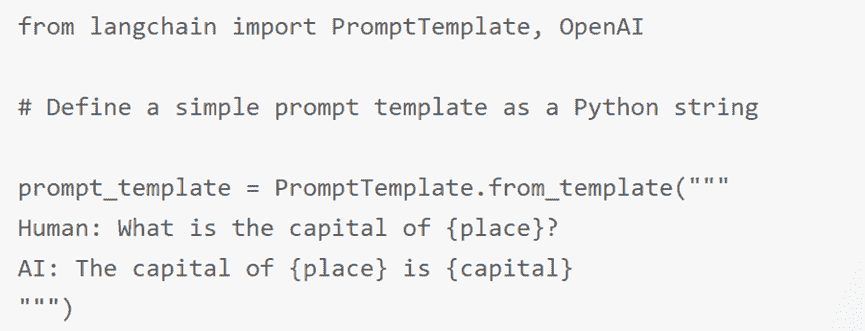 from langchain import PromptTemplate, OpenAI
# Define a simple prompt template as a Python string
prompt_template = PromptTemplate.from_template("""
Human: What is the capital of {place}?
AI: The capital of {place} is {capital}
""")